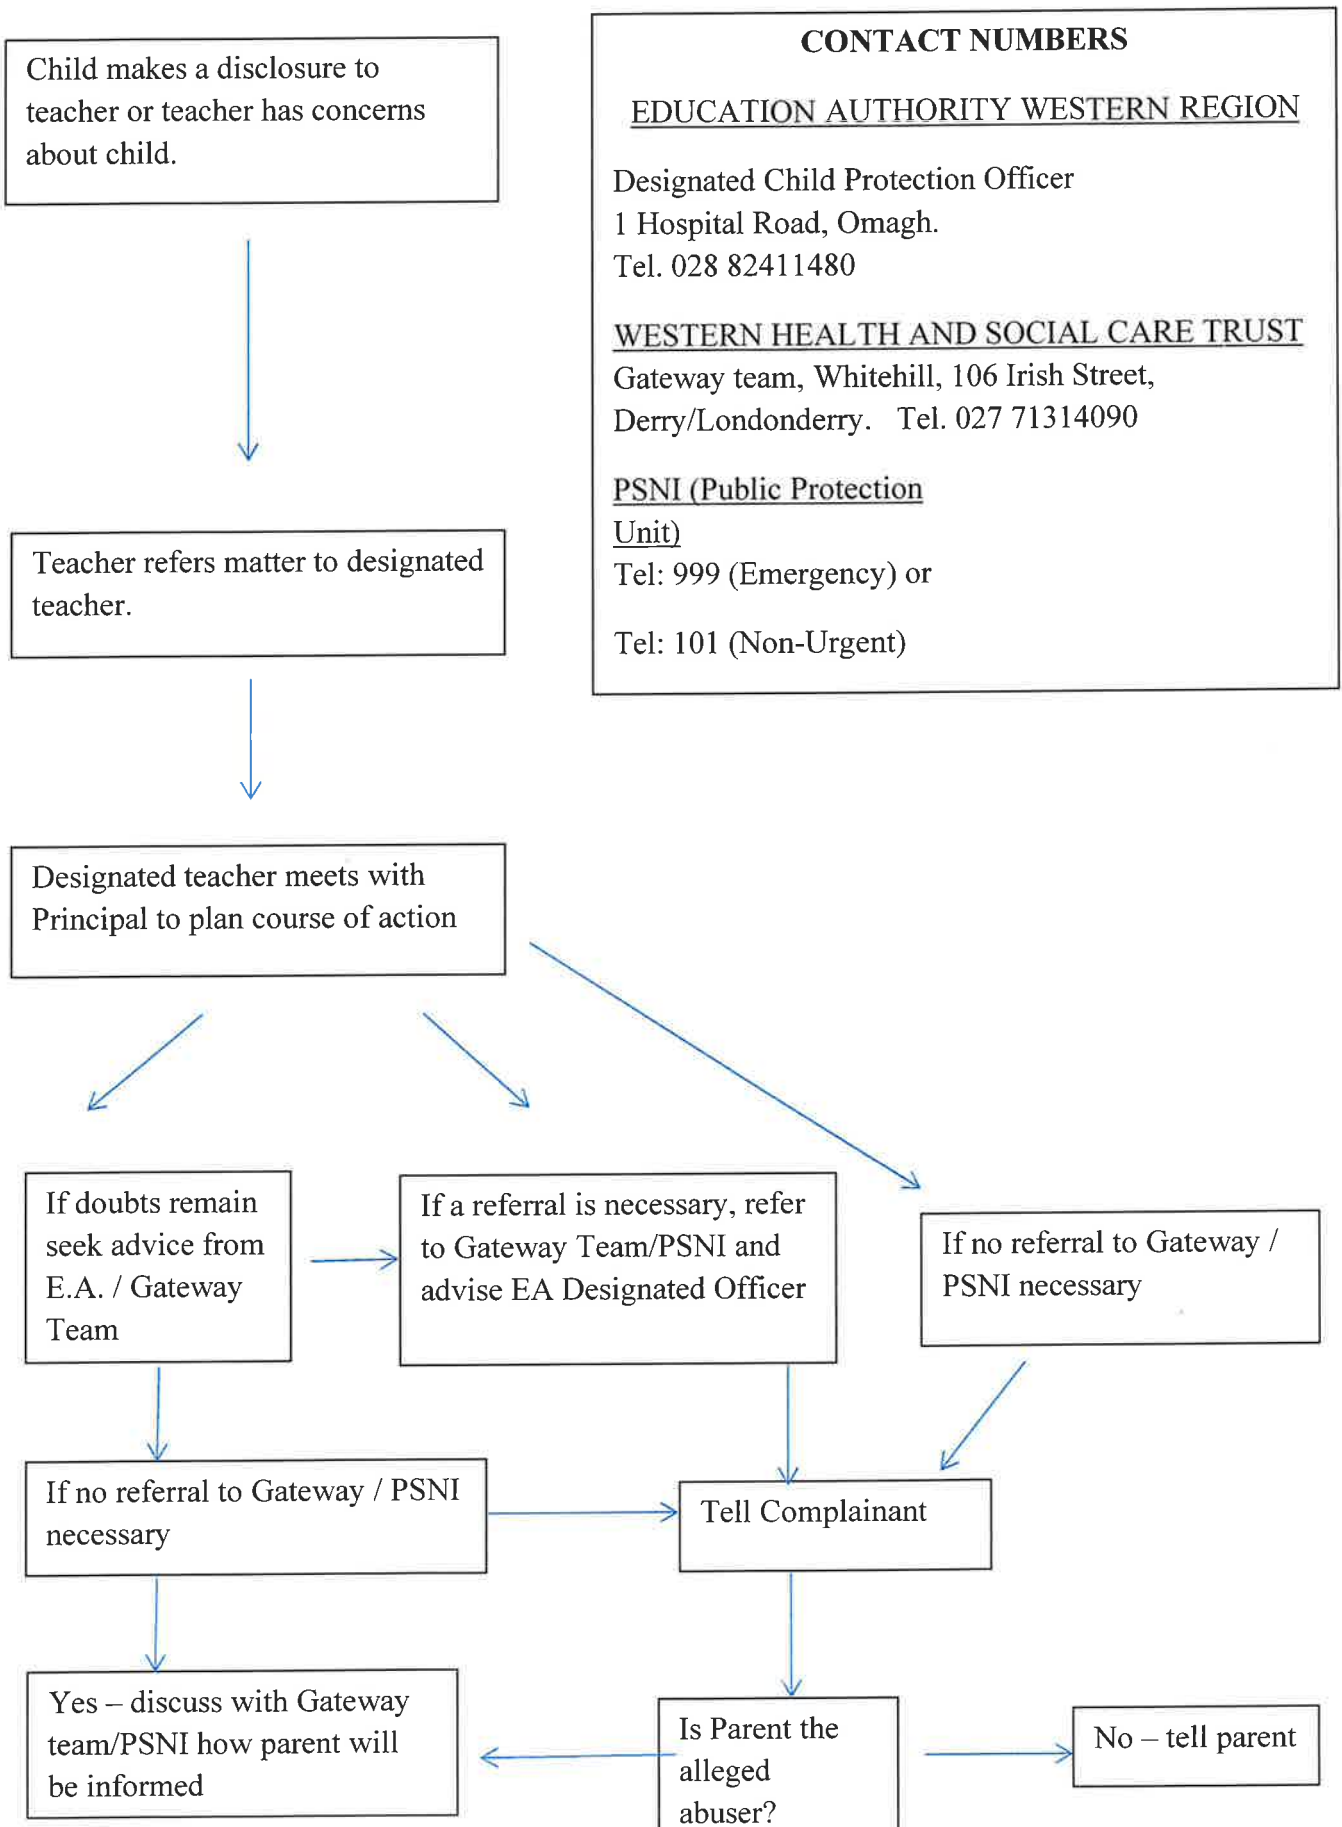 Child makes a disclosure to
teacher or teacher has concerns
about child.
CONTACT NUMBERS
EDUCATION AUTHORITY WESTERN REGION
Designated Child Protection Officer
1 Hospital Road, Omagh.
Tel. 028 82411480
WESTERN HEALTH AND SOCIAL CARE TRUST
Gateway team, Whitehill, 106 Irish Street,
Derry/Londonderry. Tel. 027 71314090
PSNI (Public Protection
Unit)
Tel: 999 (Emergency) or
Tel: 101 (Non-Urgent)
Teacher refers matter to designated
teacher.
Designated teacher meets with
Principal to plan course of action
If doubts remain
seek advice from
E.A. / Gateway
Team
If a referral is necessary, refer
to Gateway Team/PSNI and
advise EA Designated Officer
If no referral to Gateway /
PSNI necessary
If no referral to Gateway / PSNI
necessary
Tell Complainant
Yes – discuss with Gateway
team/PSNI how parent will
be informed
Is Parent the
alleged
abuser?
No – tell parent